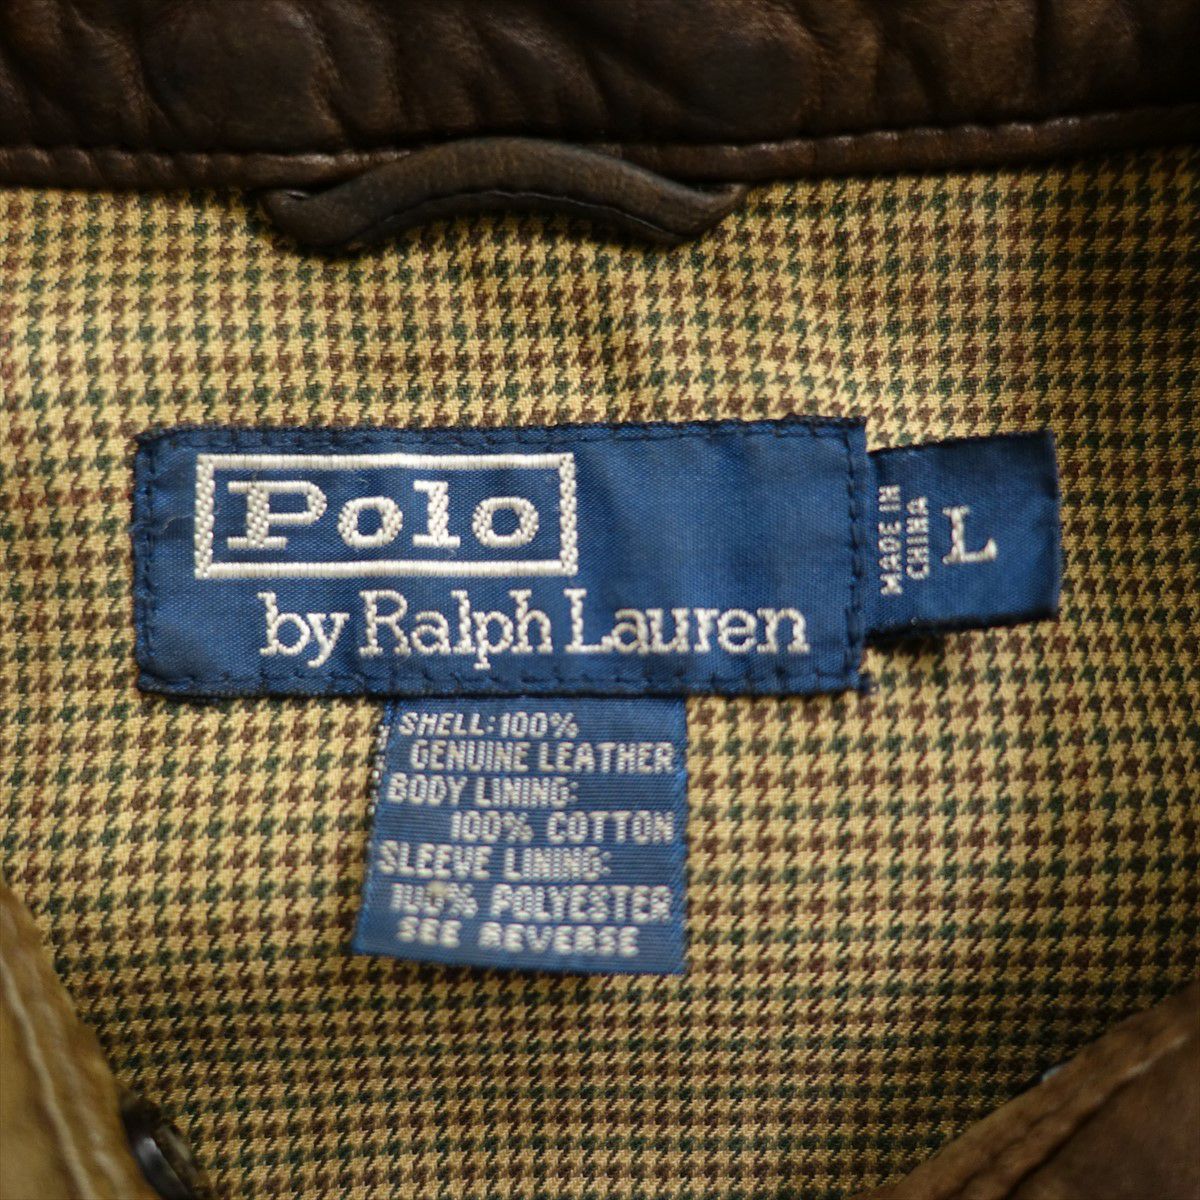 Polo
by Ralph Lauren
MADE IN
CHINA
L
SHELL: 100%
GENUINE LEATHER
BODY LINING:
100% COTTON
SLEEVE LINING:
100% POLYESTER
SEE REVERSE